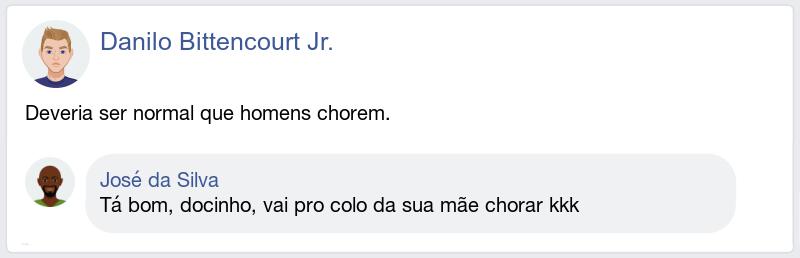 Danilo Bittencourt Jr.
Deveria ser normal que homens chorem.
José da Silva
Tá bom, docinho, vai pro colo da sua mãe chorar kkk